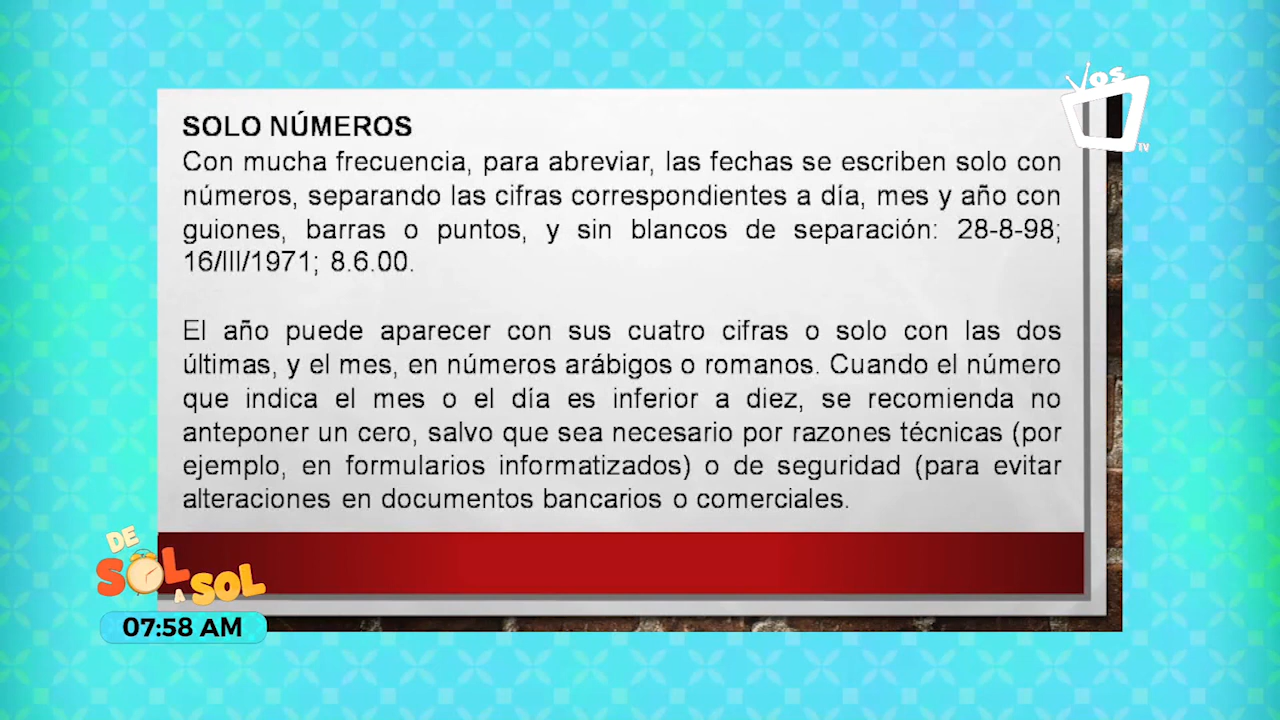 VOS
TV
SOLO NÚMEROS
Con mucha frecuencia, para abreviar, las fechas se escriben solo con
números, separando las cifras correspondientes a día, mes y año con
guiones, barras o puntos, y sin blancos de separación: 28-8-98;
16/III/1971; 8.6.00.
El año puede aparecer con sus cuatro cifras o solo con las dos
últimas, y el mes, en números arábigos o romanos. Cuando el número
que indica el mes o el día es inferior a diez, se recomienda no
anteponer un cero, salvo que sea necesario por razones técnicas (por
ejemplo, en formularios informatizados) o de seguridad (para evitar
alteraciones en documentos bancarios o comerciales.
DE
SOL
A SOL
07:58 AM